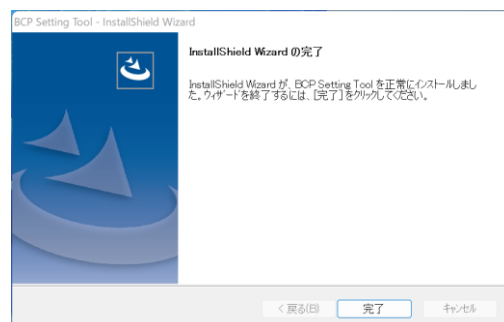 BCP Setting Tool - InstallShield Wizard
InstallShield Wizard の完了
InstallShield Wizard が、BCP Setting Tool を正常にインストールしまし
た。ウィザードを終了するには、[完了]をクリックしてください。
< 戻る(B)
完了
キャンセル